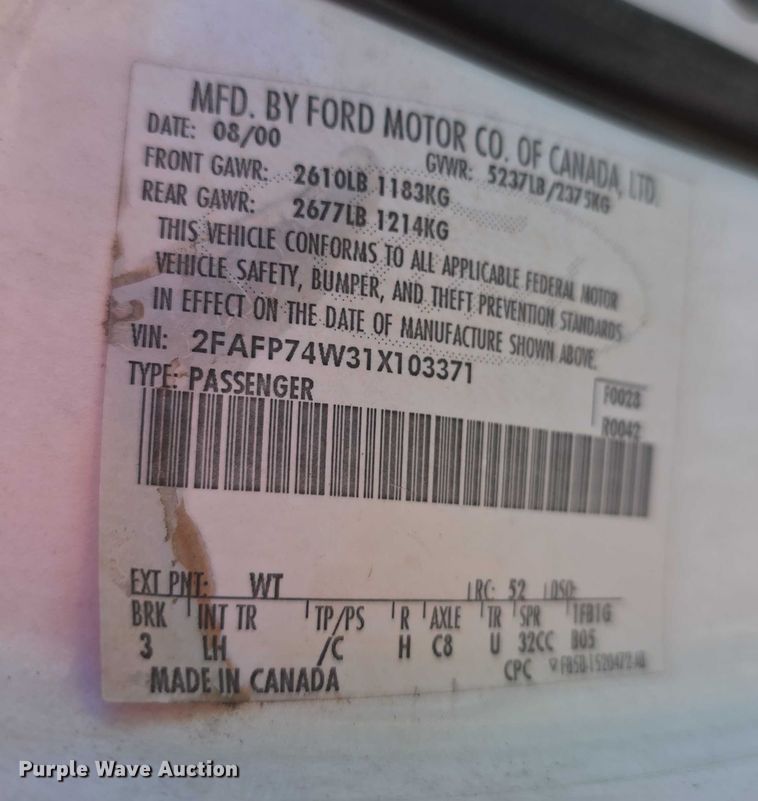 MFD. BY FORD MOTOR CO. OF CANADA, LTD.
DATE: 08/00
GVWR: 5237LB/2375KG
FRONT GAWR: 2610LB 1183KG
REAR GAWR: 2677LB 1214KG
THIS VEHICLE CONFORMS TO ALL APPLICABLE FEDERAL MOTOR
VEHICLE SAFETY, BUMPER, AND THEFT PREVENTION STANDARDS
IN EFFECT ON THE DATE OF MANUFACTURE SHOWN ABOVE.
VIN: 2FAFP74W31X103371
TYPE: PASSENGER
F0028
R0042
EXT PNT: WT RC: 52 DSO:
BRK INT TR TP/PS R AXLE TR SPR
3 LH /C H C8 U 32CC B05
MADE IN CANADA CPC
Purple Wave Auction